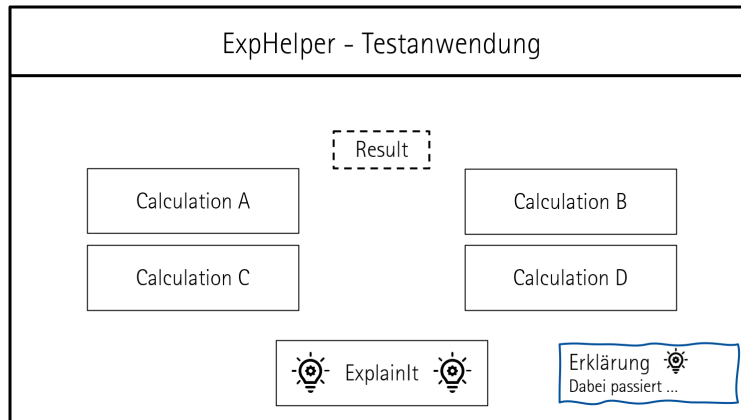 ExpHelper - Testanwendung
Result
Calculation A
Calculation B
Calculation C
Calculation D
ExplainIt
Erklärung
Dabei passiert ...